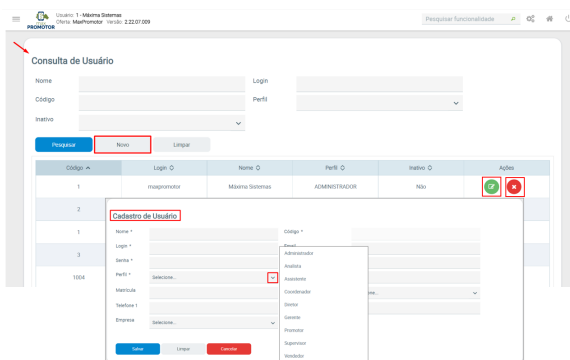 Usuário: 1 - Máxima Sistemas
Oferta: MaxPromotor Versão: 2.22.07.009
PROMOTOR
Pesquisar funcionalidade
Consulta de Usuário
Nome Login
Código Perfil
Inativo
Pesquisar Novo Limpar
Código Login Nome Perfil Inativo Ações
1 maxpromotor Máxima Sistemas ADMINISTRADOR Não
2
1
3
1004
Cadastro de Usuário
Nome * Código *
Login * Email
Senha *
Perfil * Selecione...
Matrícula
Telefone 1
Empresa Selecione...
Salvar Limpar Cancelar
Administrador
Analista
Assistente
Coordenador
Diretor
Gerente
Promotor
Supervisor
Vendedor